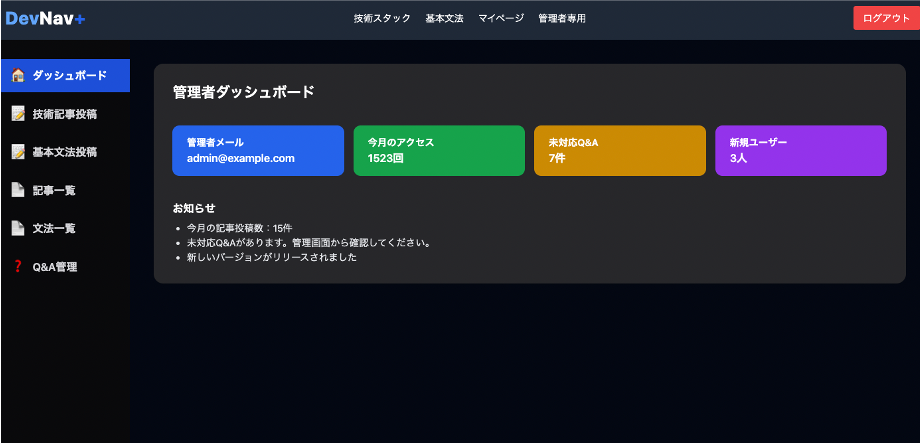 DevNav+
技術スタック 基本文法 マイページ 管理者専用
ログアウト
ダッシュボード
技術記事投稿
基本文法投稿
記事一覧
文法一覧
Q&A管理
管理者ダッシュボード
管理者メール
admin@example.com
今月のアクセス
1523回
未対応Q&A
7件
新規ユーザー
3人
お知らせ
• 今月の記事投稿数：15件
• 未対応Q&Aがあります。管理画面から確認してください。
• 新しいバージョンがリリースされました